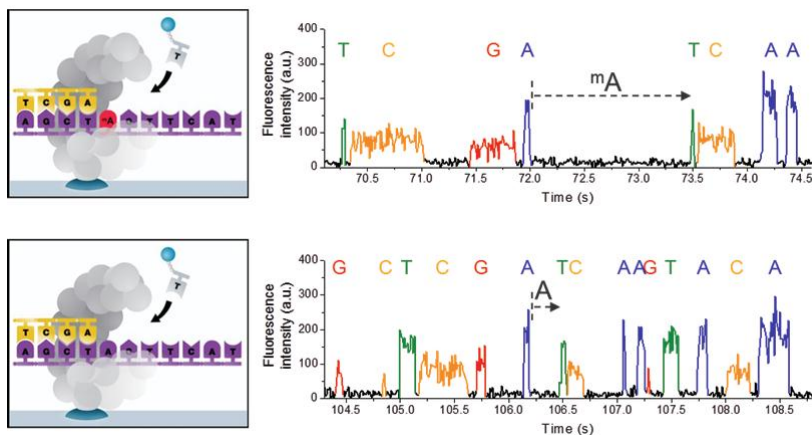 T
T C G A
A G C T mA G T T C A T
Fluorescence
intensity (a.u.)
400
300
200
100
0
T C G A T C A A
mA
70.5 71.0 71.5 72.0 72.5 73.0 73.5 74.0 74.5
Time (s)
T
T C G A
A G C T A G T T C A T
Fluorescence
intensity (a.u.)
400
300
200
100
0
G C T C G A T C A A G T A C A
A
104.5 105.0 105.5 106.0 106.5 107.0 107.5 108.0 108.5
Time (s)